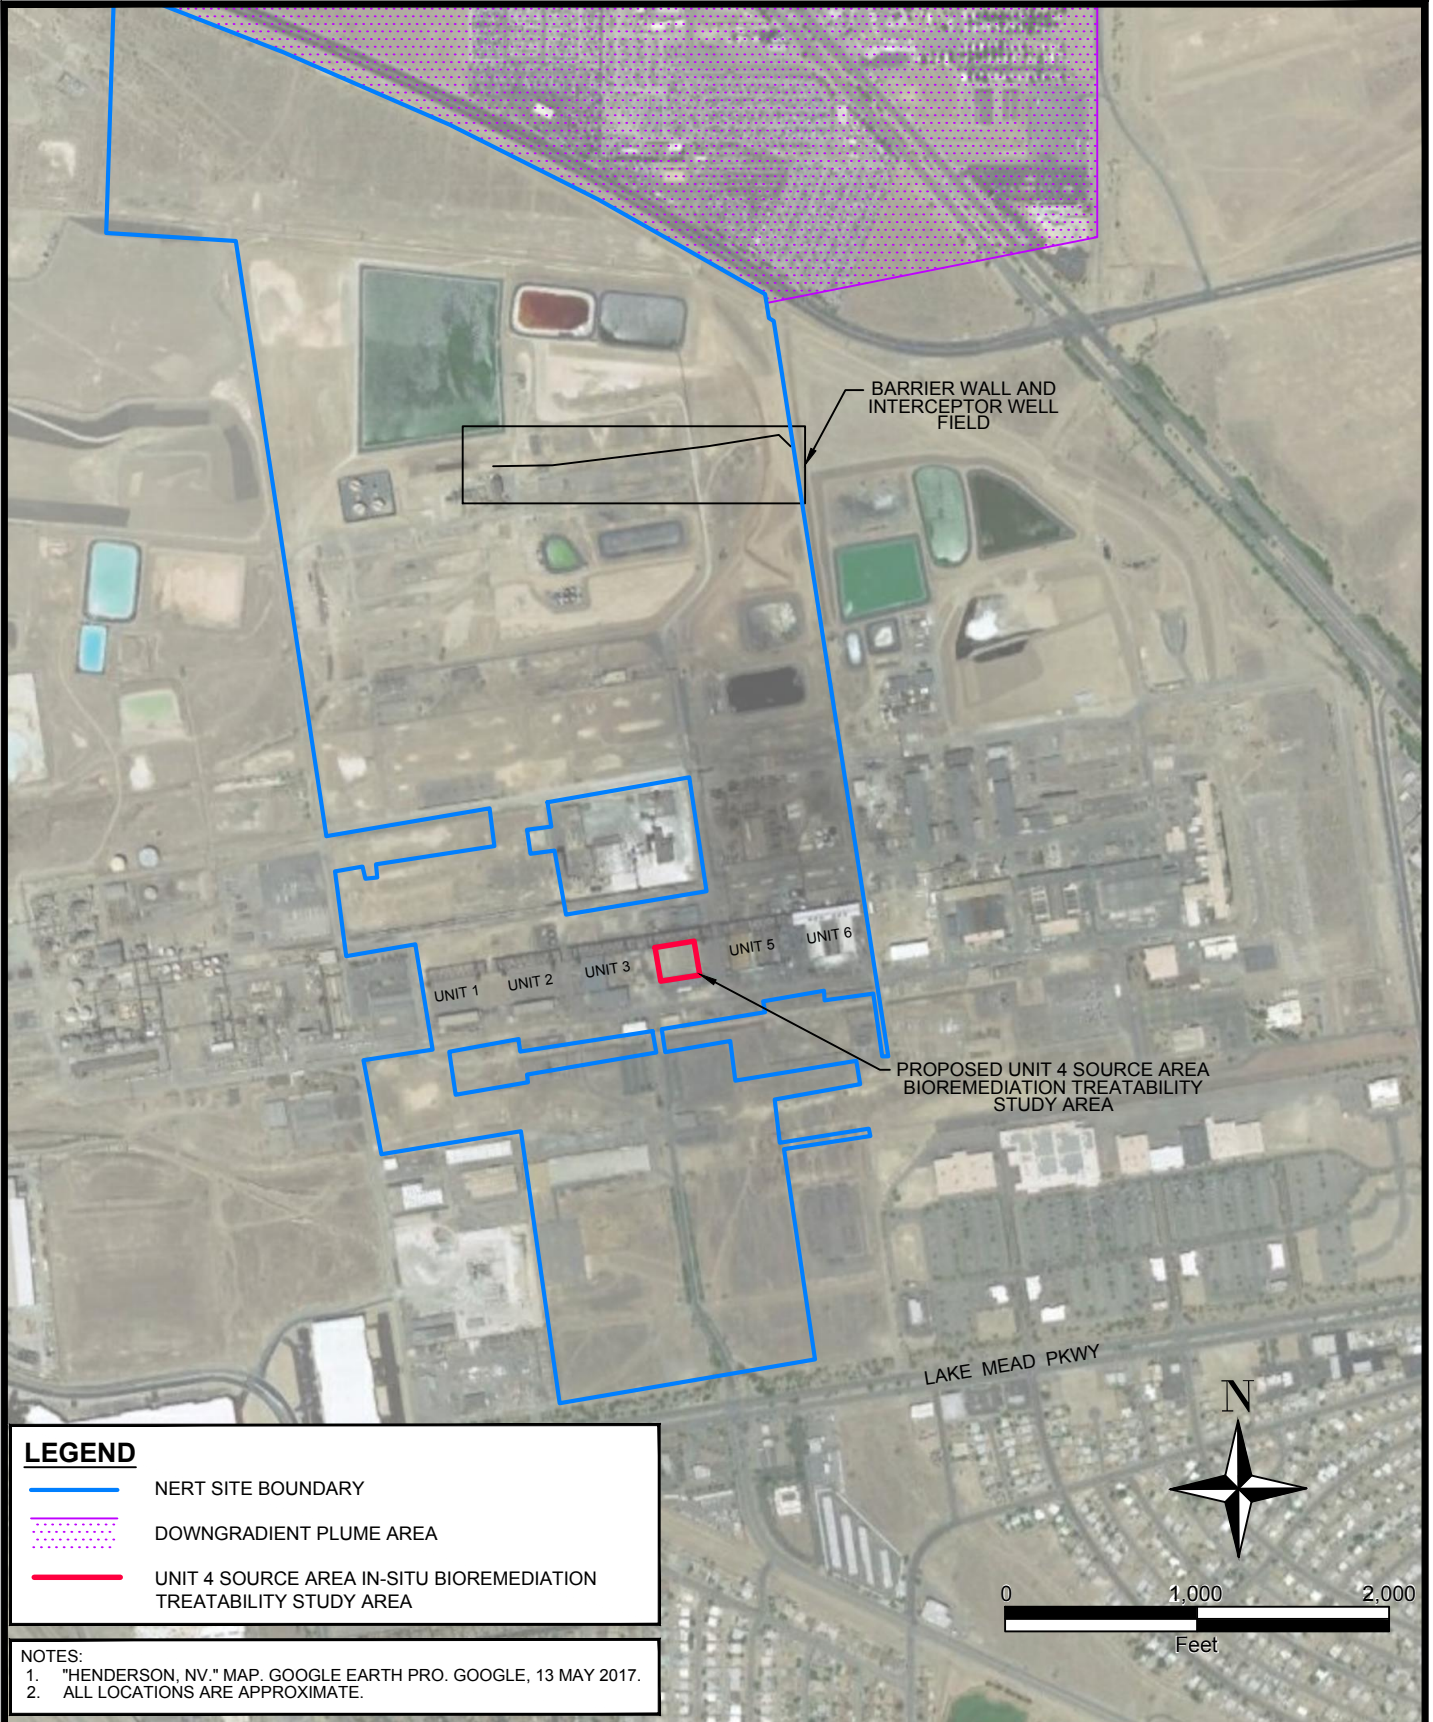 BARRIER WALL AND
INTERCEPTOR WELL
FIELD
UNIT 1
UNIT 2
UNIT 3
UNIT 5
UNIT 6
PROPOSED UNIT 4 SOURCE AREA
BIOREMEDIATION TREATABILITY
STUDY AREA
LAKE MEAD PKWY
N
LEGEND
NERT SITE BOUNDARY
DOWNGRADIENT PLUME AREA
UNIT 4 SOURCE AREA IN-SITU BIOREMEDIATION
TREATABILITY STUDY AREA
0 1,000 2,000
Feet
NOTES:
1. "HENDERSON, NV." MAP. GOOGLE EARTH PRO. GOOGLE, 13 MAY 2017.
2. ALL LOCATIONS ARE APPROXIMATE.